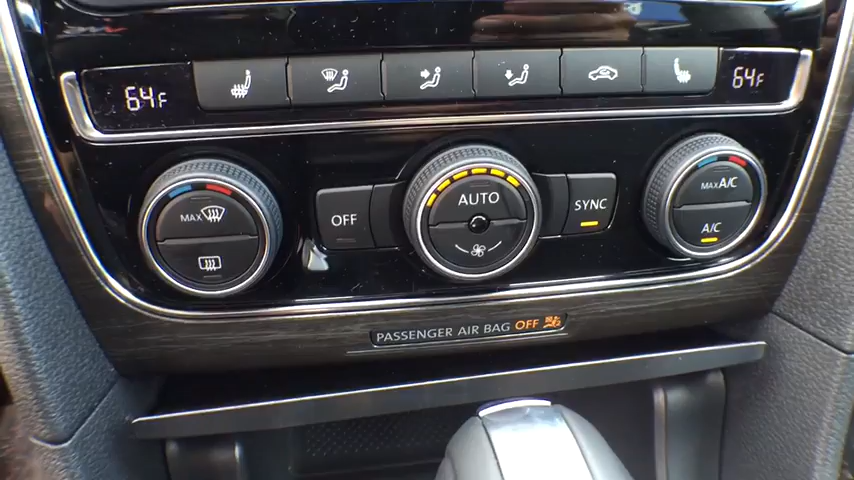 64F
64F
MAX
OFF
AUTO
SYNC
MAX A/C
A/C
PASSENGER AIR BAG OFF